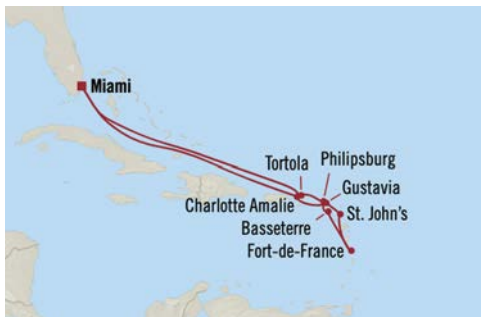 Miami
Tortola
Philipsburg
Gustavia
Charlotte Amalie
St. John's
Basseterre
Fort-de-France